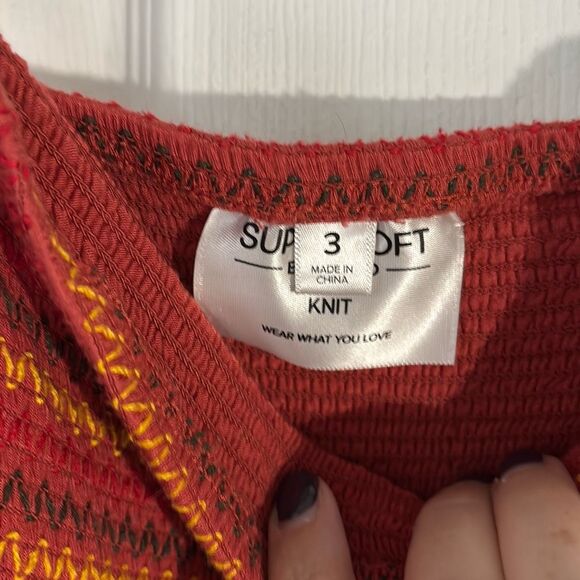 SUP OFT
3
MADE IN
CHINA
KNIT
WEAR WHAT YOU LOVE